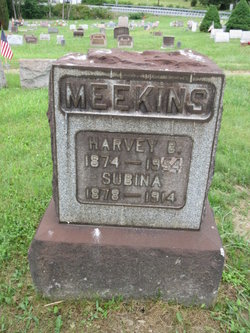 MEEKINS
HARVEY D.
1874 — 1954
SUBINA
1878 — 1914